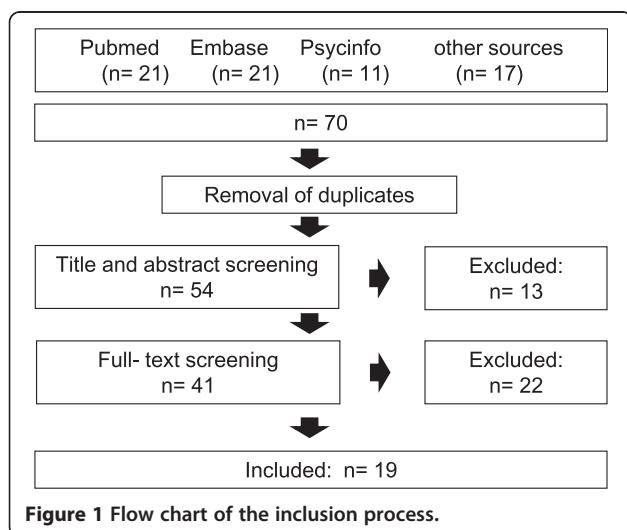 Pubmed Embase Psycinfo other sources
(n= 21) (n= 21) (n= 11) (n= 17)
n= 70
Removal of duplicates
Title and abstract screening
n= 54
Excluded:
n= 13
Full- text screening
n= 41
Excluded:
n= 22
Included: n= 19
Figure 1 Flow chart of the inclusion process.